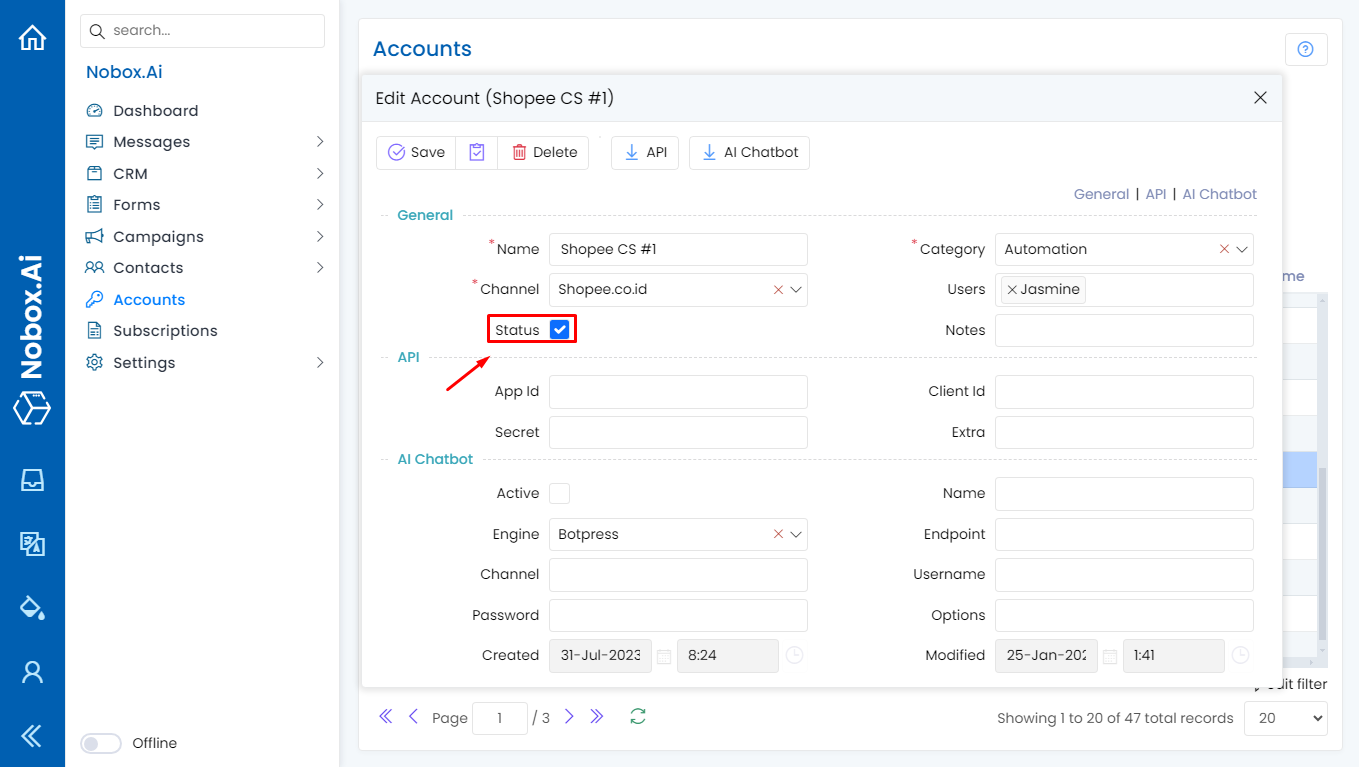 search...
Nobox.Ai
Dashboard
Messages
CRM
Forms
Campaigns
Contacts
Accounts
Subscriptions
Settings
Nobox.Ai
Offline
Accounts
Edit Account (Shopee CS #1)
Save Delete API AI Chatbot
General | API | AI Chatbot
General
*Name Shopee CS #1 *Category Automation
*Channel Shopee.co.id Users Jasmine
Status Notes
API
App Id Client Id
Secret Extra
AI Chatbot
Active Name
Engine Botpress Endpoint
Channel Username
Password Options
Created 31-Jul-2023 8:24 Modified 25-Jan-202 1:41
me
filter
Page 1 / 3 Showing 1 to 20 of 47 total records 20